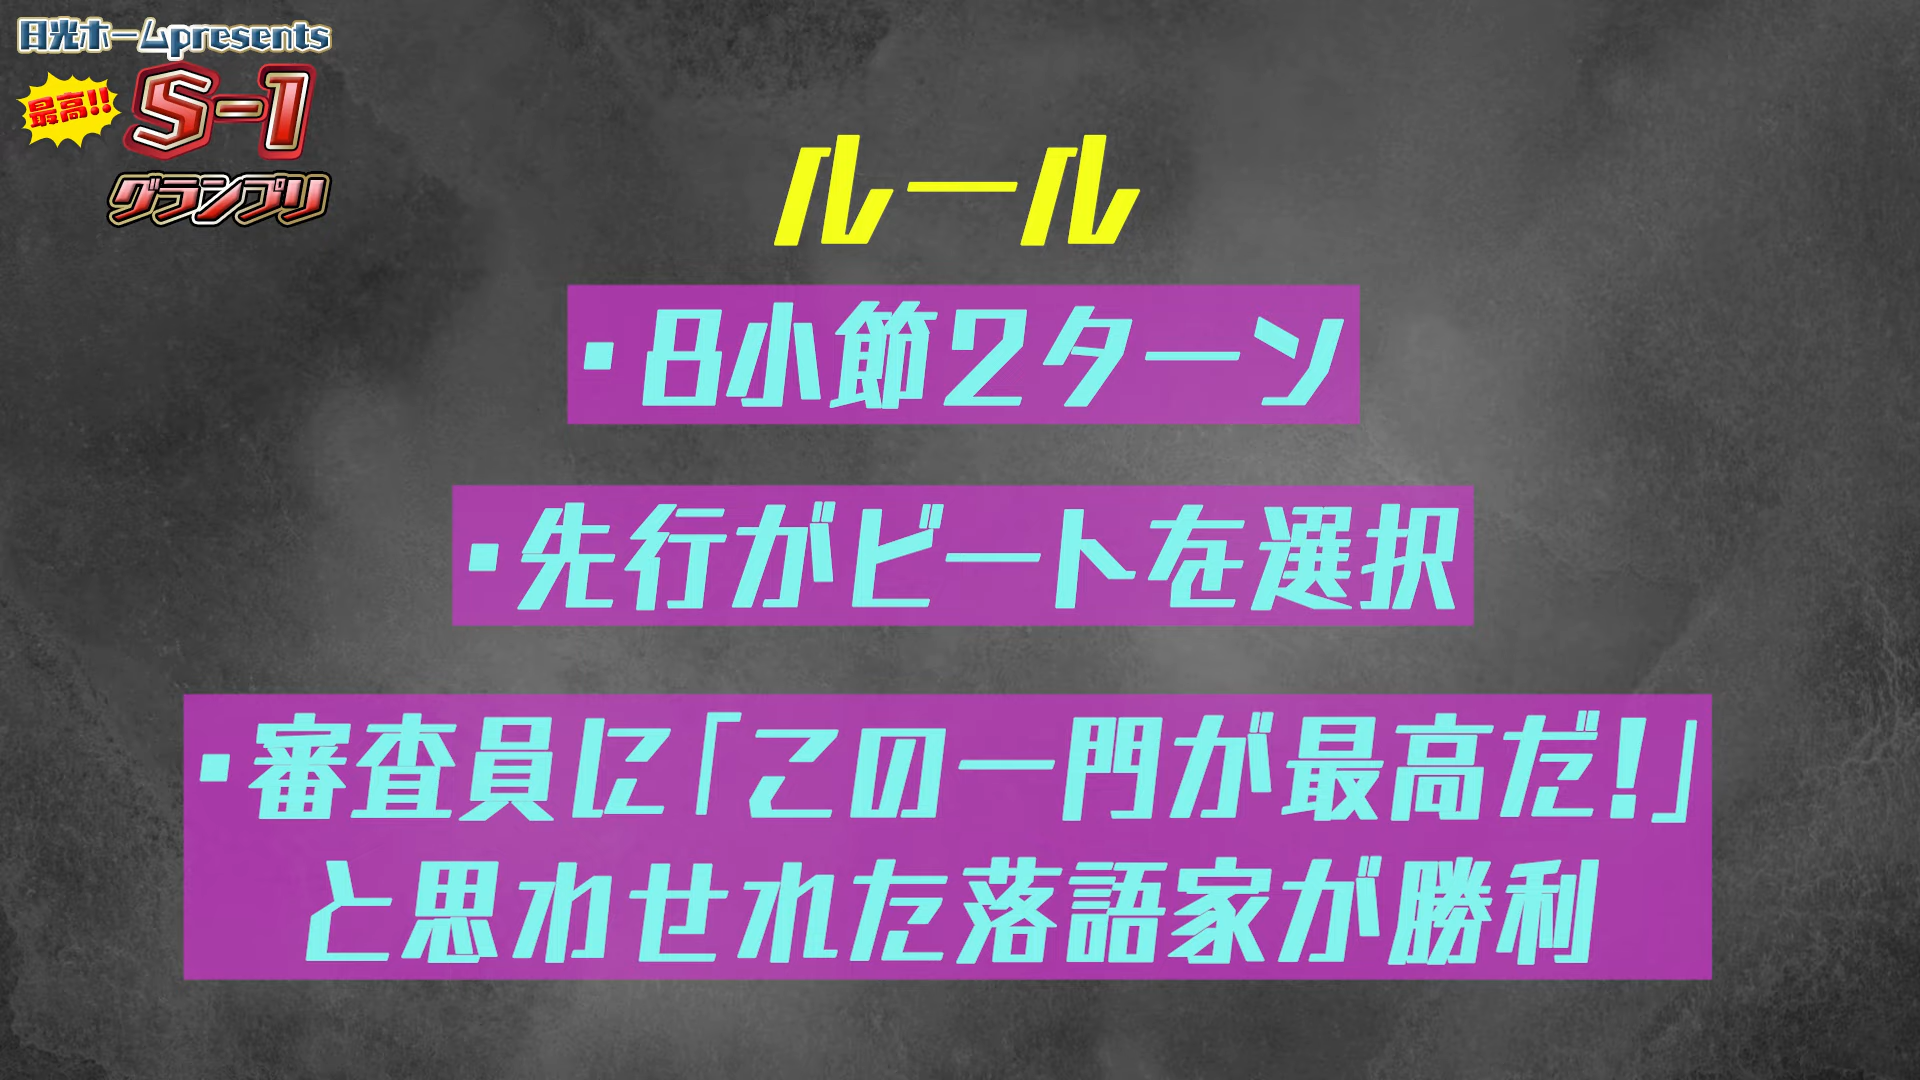 日光ホームpresents
最高!!
S-1
グランプリ
ルール
・8小節2ターン
・先行がビートを選択
・審査員に「この一門が最高だ!」
と思わせれた落語家が勝利